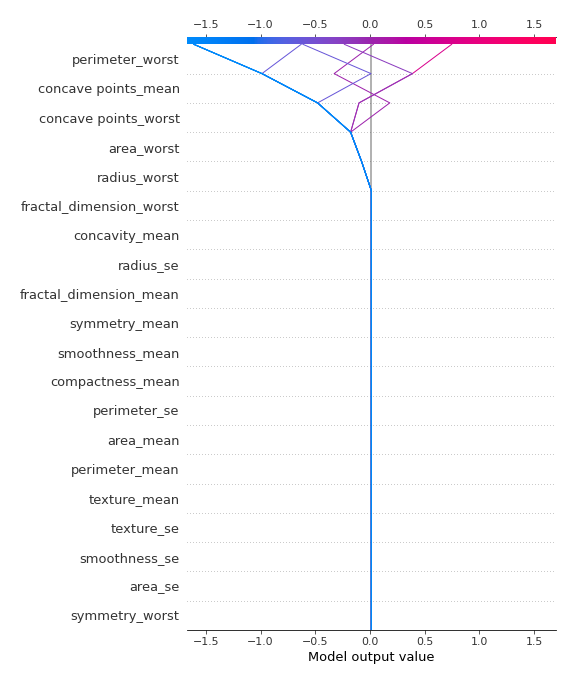 −1.5 −1.0 −0.5 0.0 0.5 1.0 1.5
perimeter_worst
concave points_mean
concave points_worst
area_worst
radius_worst
fractal_dimension_worst
concavity_mean
radius_se
fractal_dimension_mean
symmetry_mean
smoothness_mean
compactness_mean
perimeter_se
area_mean
perimeter_mean
texture_mean
texture_se
smoothness_se
area_se
symmetry_worst
−1.5 −1.0 −0.5 0.0 0.5 1.0 1.5
Model output value